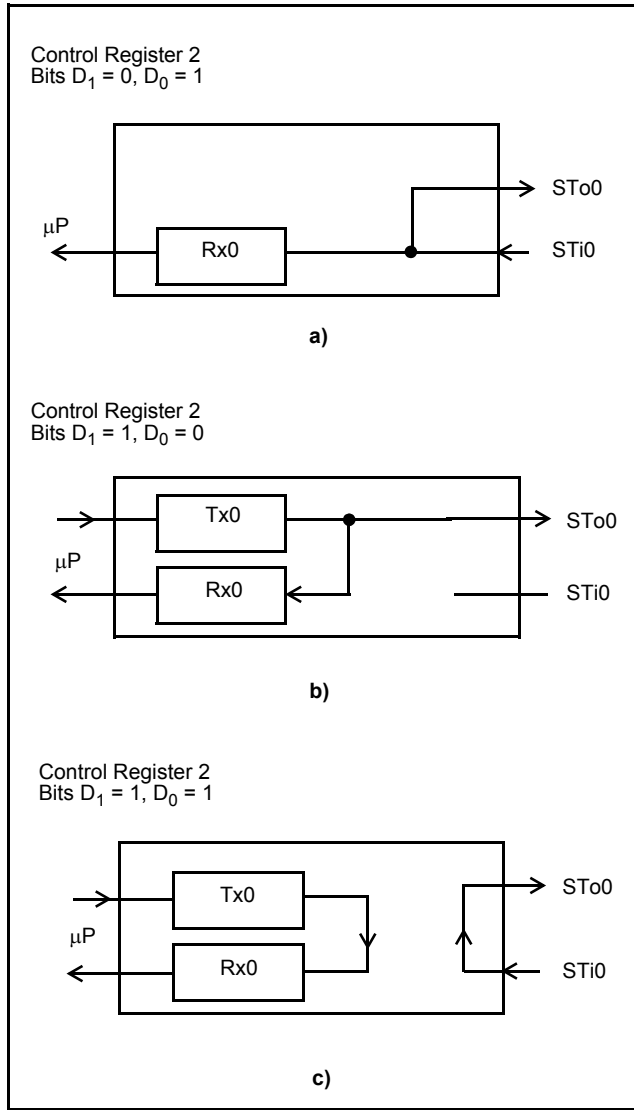 Control Register 2
Bits D₁ = 0, D₀ = 1
STo0
μP
Rx0
STi0
a)
Control Register 2
Bits D₁ = 1, D₀ = 0
Tx0
STo0
μP
Rx0
STi0
b)
Control Register 2
Bits D₁ = 1, D₀ = 1
Tx0
STo0
μP
Rx0
STi0
c)